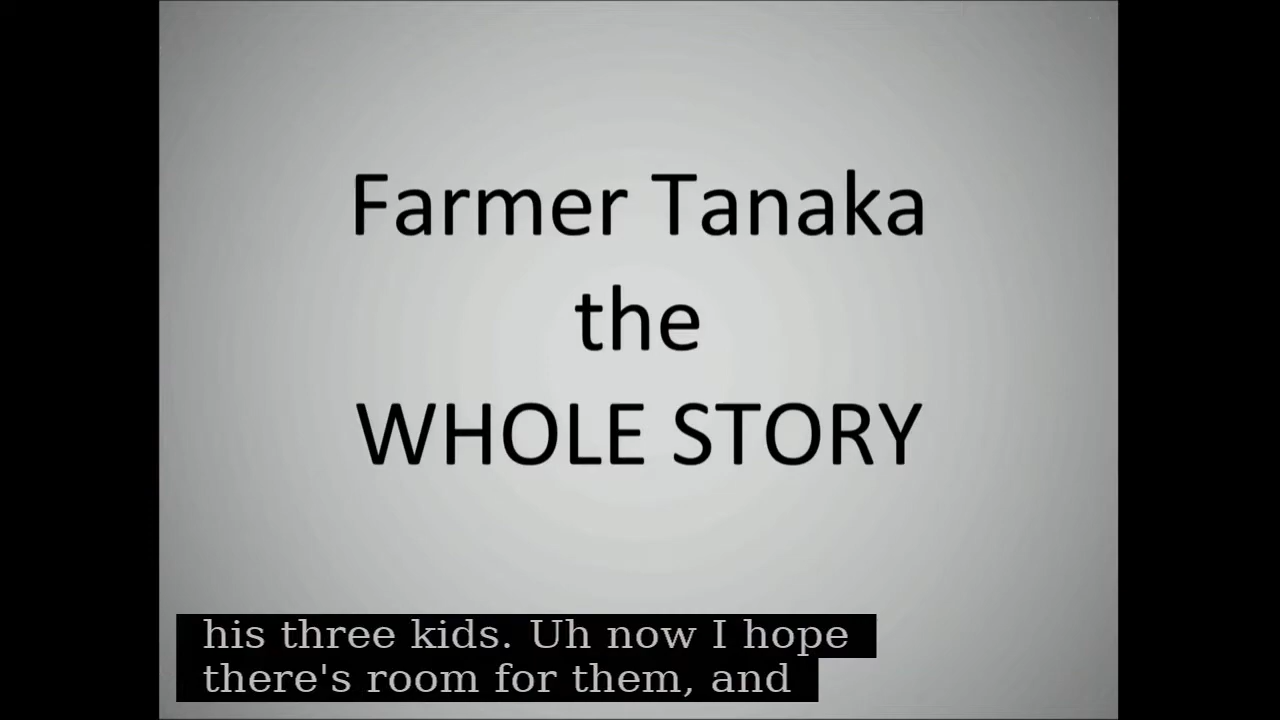 Farmer Tanaka
the
WHOLE STORY
his three kids. Uh now I hope
there's room for them, and